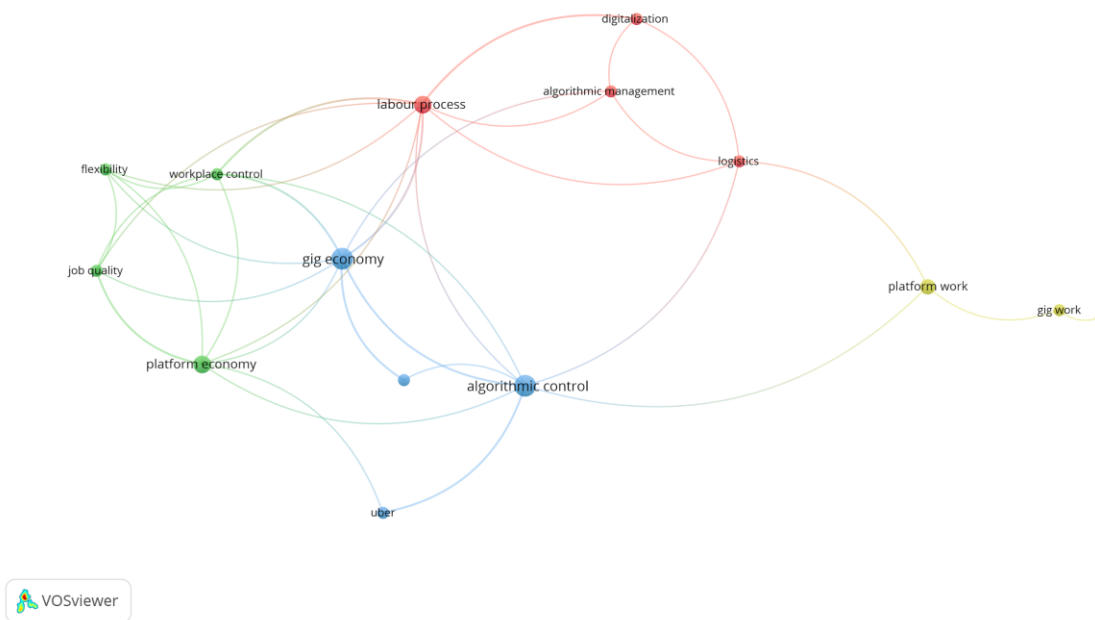 digitalization
algorithmic management
labour process
logistics
flexibility
workplace control
gig economy
job quality
platform work
gig work
platform economy
algorithmic control
uber
VOSviewer